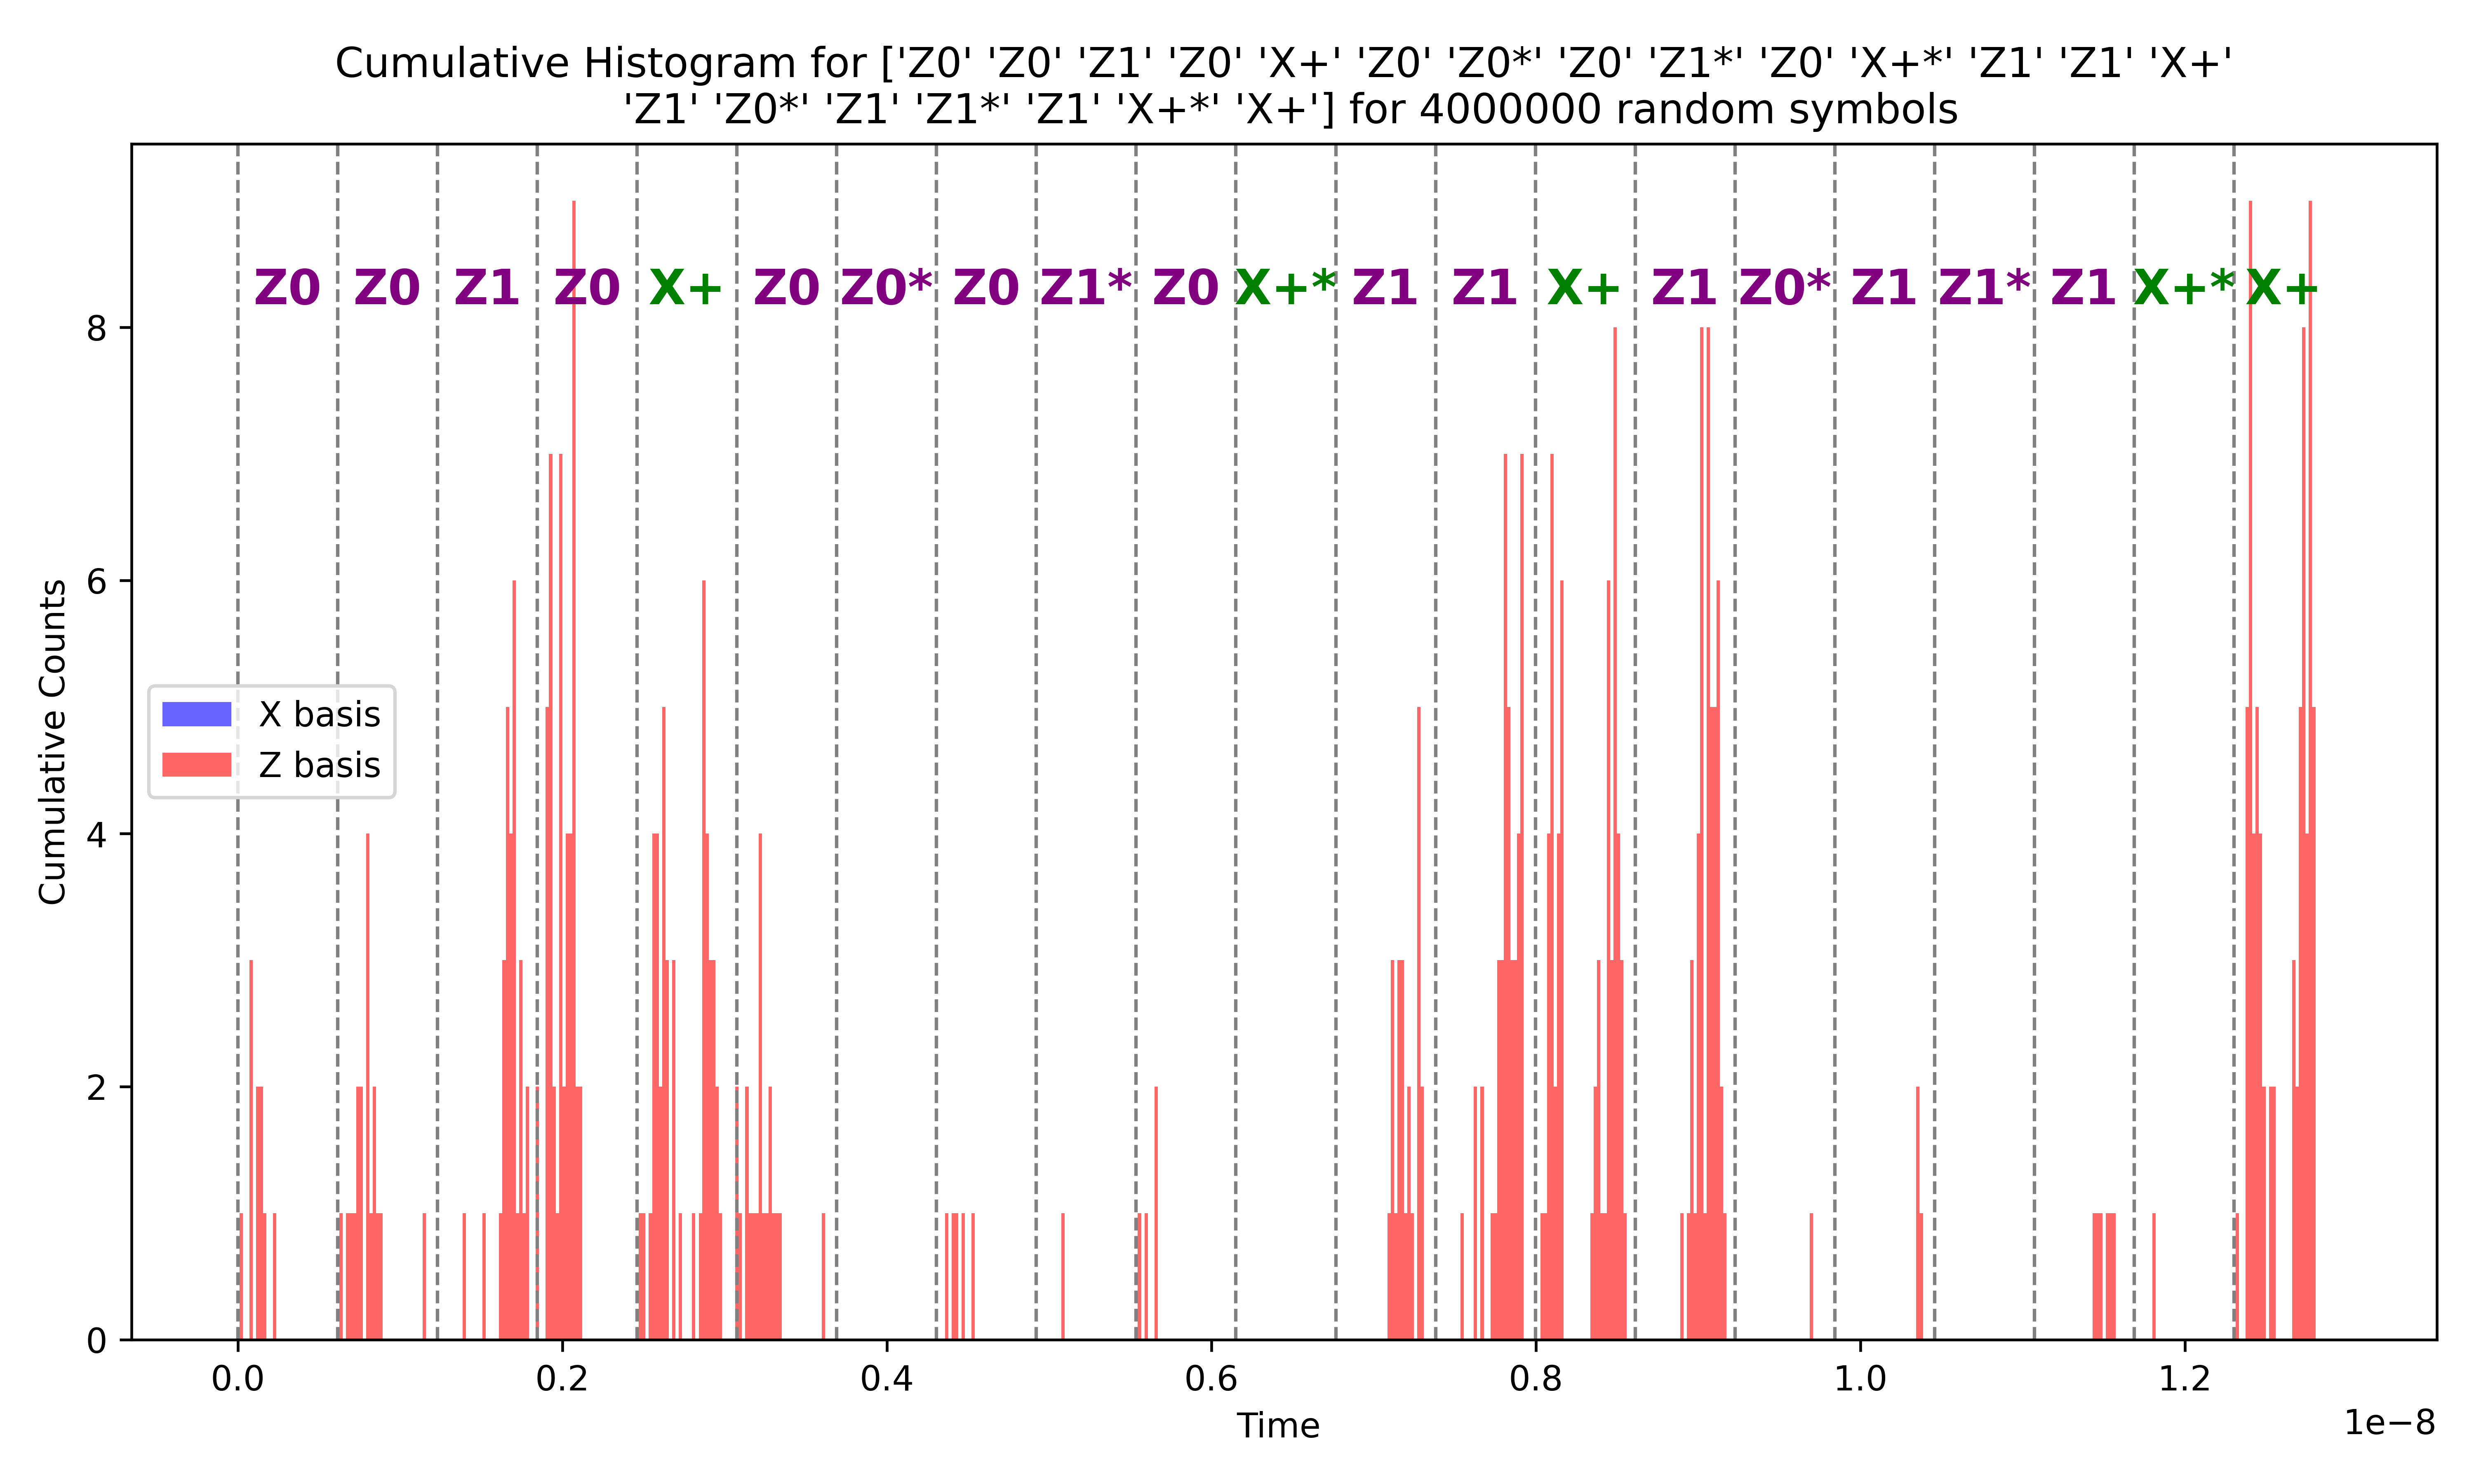 Cumulative Histogram for ['Z0' 'Z0' 'Z1' 'Z0' 'X+' 'Z0' 'Z0*' 'Z0' 'Z1*' 'Z0' 'X+*' 'Z1' 'Z1' 'X+'
'Z1' 'Z0*' 'Z1' 'Z1*' 'Z1' 'X+*' 'X+'] for 4000000 random symbols
Z0 Z0 Z1 Z0 X+ Z0 Z0* Z0 Z1* Z0 X+* Z1 Z1 X+ Z1 Z0* Z1 Z1* Z1 X+* X+
8
6
4
2
0
Cumulative Counts
X basis
Z basis
0.0 0.2 0.4 0.6 0.8 1.0 1.2
Time
1e−8